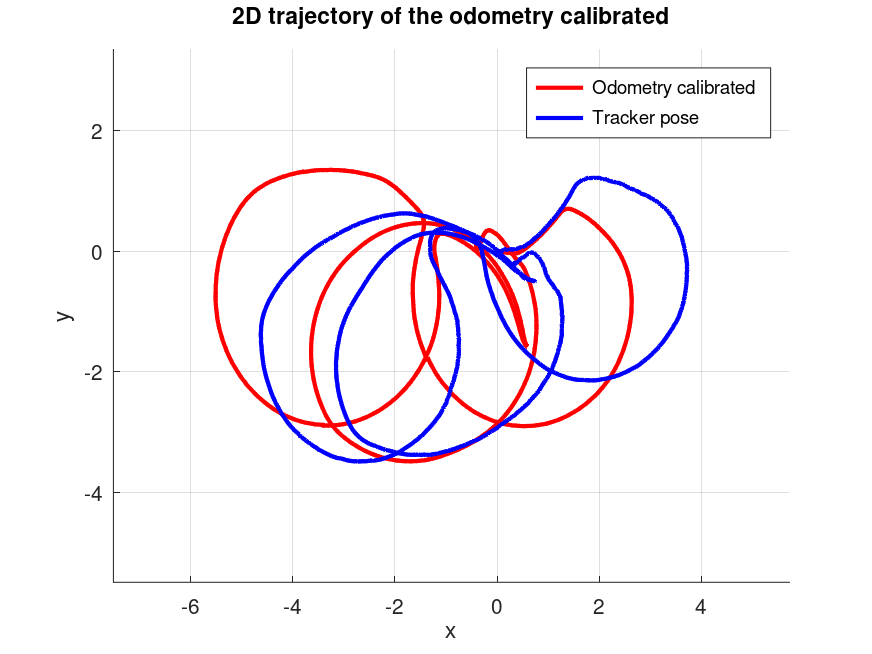 2D trajectory of the odometry calibrated
Odometry calibrated
Tracker pose
2
0
-2
-4
y
-6 -4 -2 0 2 4
x